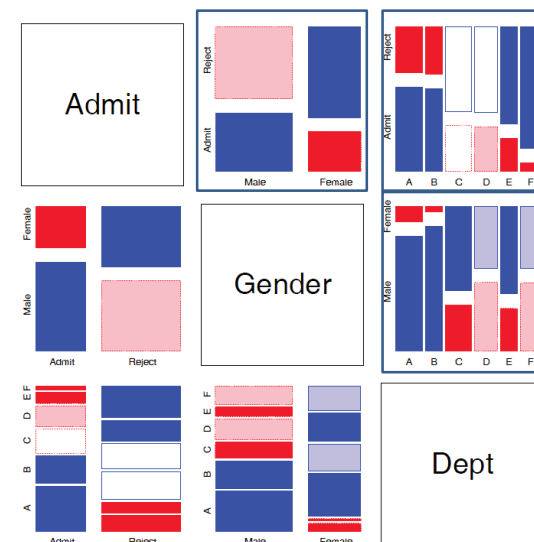 Admit
Reject
Admit
Male
Female
Reject
Admit
A B C D E F
Female
Male
Admit
Reject
Gender
Female
Male
A B C D E F
F
E
D
C
B
A
Admit
Reject
F
E
D
C
B
A
Male
Female
Dept